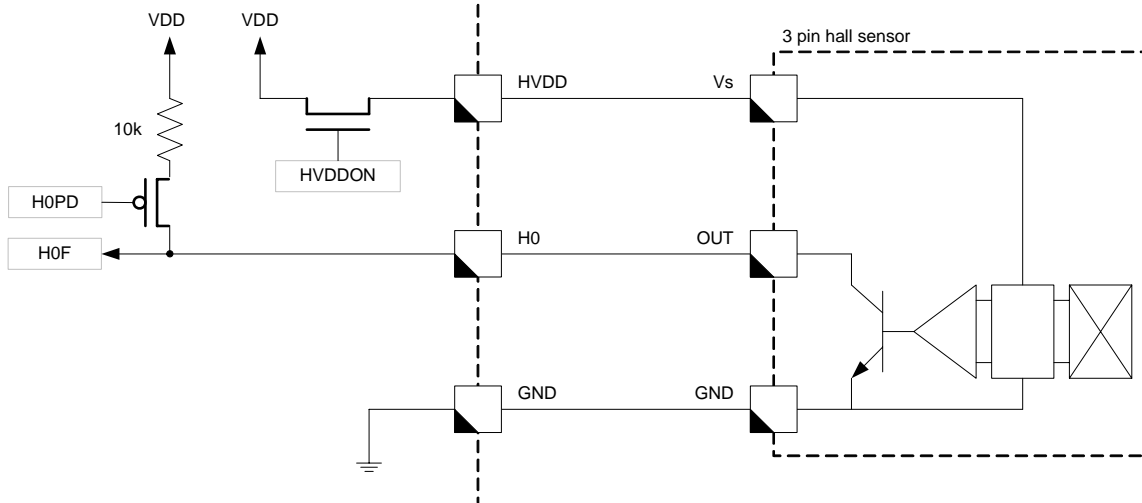 VDD
VDD
3 pin hall sensor
HVDD
Vs
10k
HVDDON
H0PD
H0F
H0
OUT
GND
GND